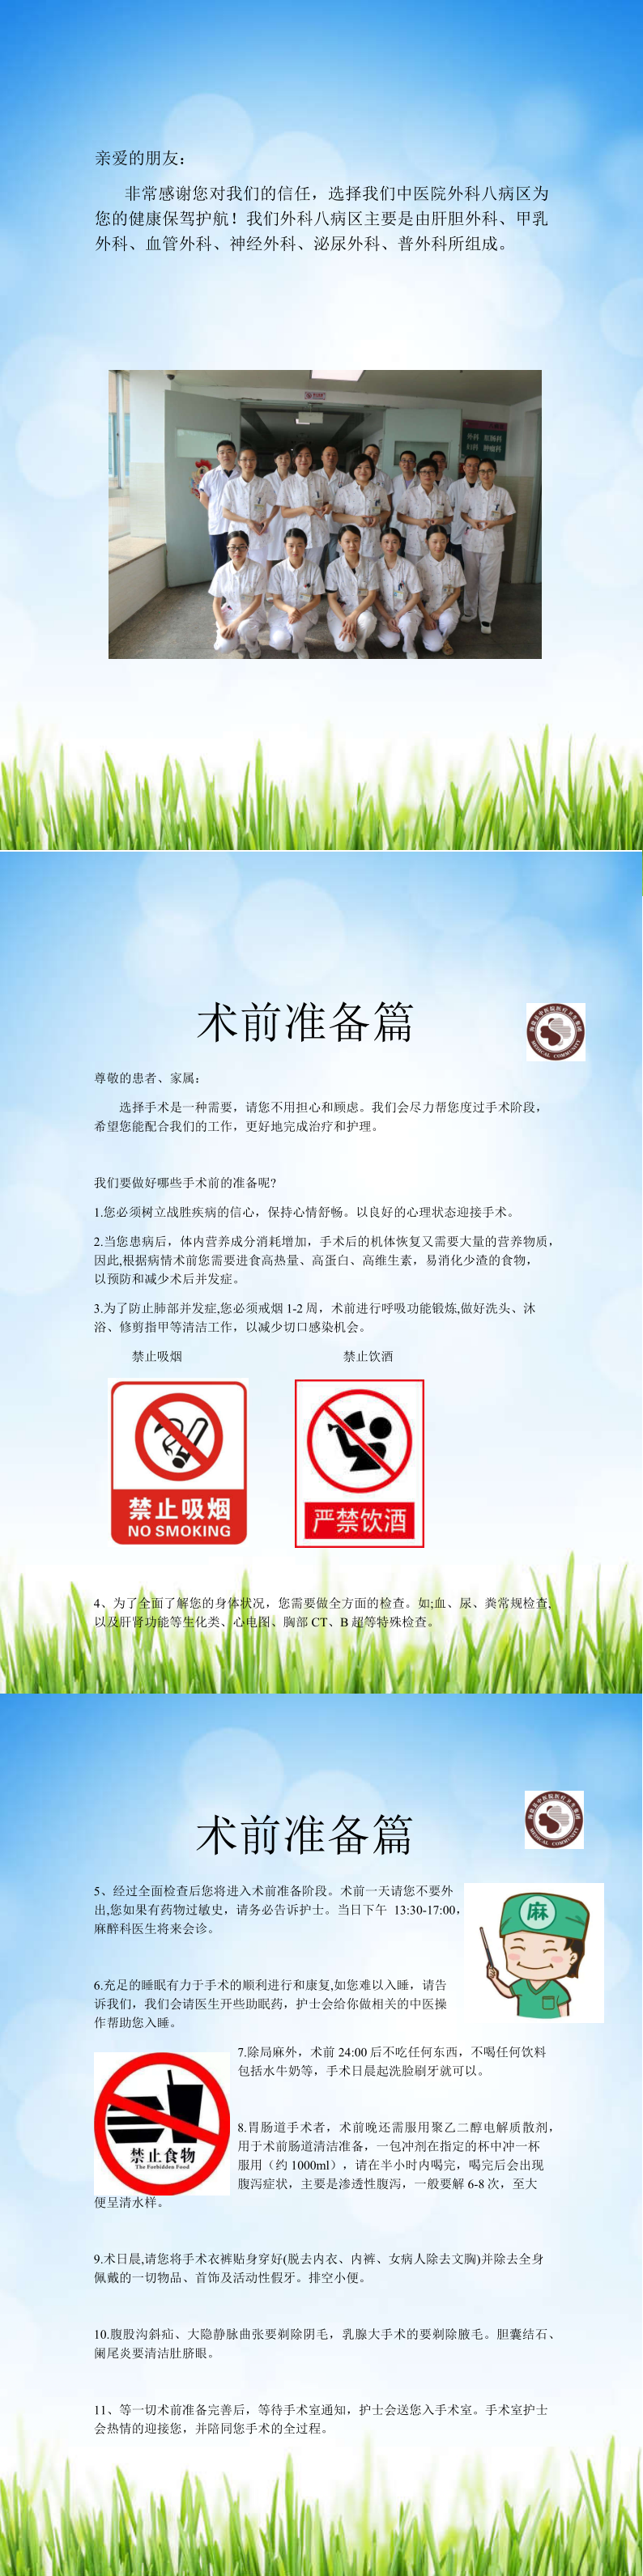 亲爱的朋友：
非常感谢您对我们的信任，选择我们中医院外科八病区为
您的健康保驾护航！我们外科八病区主要是由肝胆外科、甲乳
外科、血管外科、神经外科、泌尿外科、普外科所组成。
术前准备篇
MEDICAL COMMUNITY
尊敬的患者、家属：
选择手术是一种需要，请您不用担心和顾虑。我们会尽力帮您度过手术阶段，
希望您能配合我们的工作，更好地完成治疗和护理。
我们要做好哪些手术前的准备呢?
1.您必须树立战胜疾病的信心，保持心情舒畅。以良好的心理状态迎接手术。
2.当您患病后，体内营养成分消耗增加，手术后的机体恢复又需要大量的营养物质，
因此,根据病情术前您需要进食高热量、高蛋白、高维生素，易消化少渣的食物，
以预防和减少术后并发症。
3.为了防止肺部并发症,您必须戒烟 1-2 周，术前进行呼吸功能锻炼,做好洗头、沐
浴、修剪指甲等清洁工作，以减少切口感染机会。
禁止吸烟 禁止饮酒
禁止吸烟
NO SMOKING
严禁饮酒
4、为了全面了解您的身体状况，您需要做全方面的检查。如;血、尿、粪常规检查,
以及肝肾功能等生化类、心电图、胸部 CT、B 超等特殊检查。
术前准备篇
MEDICAL COMMUNITY
5、经过全面检查后您将进入术前准备阶段。术前一天请您不要外
出,您如果有药物过敏史，请务必告诉护士。当日下午 13:30-17:00，
麻醉科医生将来会诊。
麻
6.充足的睡眠有力于手术的顺利进行和康复,如您难以入睡，请告
诉我们，我们会请医生开些助眠药，护士会给你做相关的中医操
作帮助您入睡。
7.除局麻外，术前 24:00 后不吃任何东西，不喝任何饮料
包括水牛奶等，手术日晨起洗脸刷牙就可以。
禁止食物
The Forbidden Food
8.胃肠道手术者，术前晚还需服用聚乙二醇电解质散剂，
用于术前肠道清洁准备，一包冲剂在指定的杯中冲一杯
服用（约 1000ml），请在半小时内喝完，喝完后会出现
腹泻症状，主要是渗透性腹泻，一般要解 6-8 次，至大
便呈清水样。
9.术日晨,请您将手术衣裤贴身穿好(脱去内衣、内裤、女病人除去文胸)并除去全身
佩戴的一切物品、首饰及活动性假牙。排空小便。
10.腹股沟斜疝、大隐静脉曲张要剃除阴毛，乳腺大手术的要剃除腋毛。胆囊结石、
阑尾炎要清洁肚脐眼。
11、等一切术前准备完善后，等待手术室通知，护士会送您入手术室。手术室护士
会热情的迎接您，并陪同您手术的全过程。